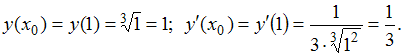 y(x₀) = y(1) = ∛1 = 1; y′(x₀) = y′(1) = 1/(3·∛1²) = 1/3.